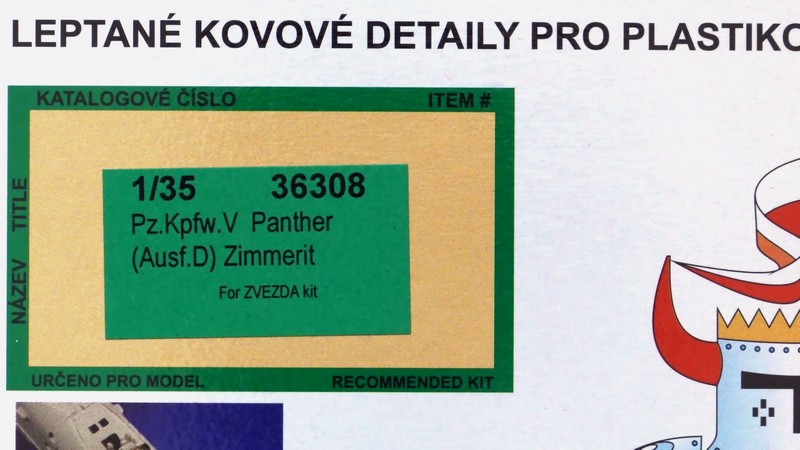 LEPTANÉ KOVOVÉ DETAILY PRO
KATALOGOVÉ ČÍSLO ITEM #
NÁZEV TITLE
1/35 36308
Pz.Kpfw.V Panther
(Ausf.D) Zimmerit
For ZVEZDA kit
URČENO PRO MODEL RECOMMENDED KIT